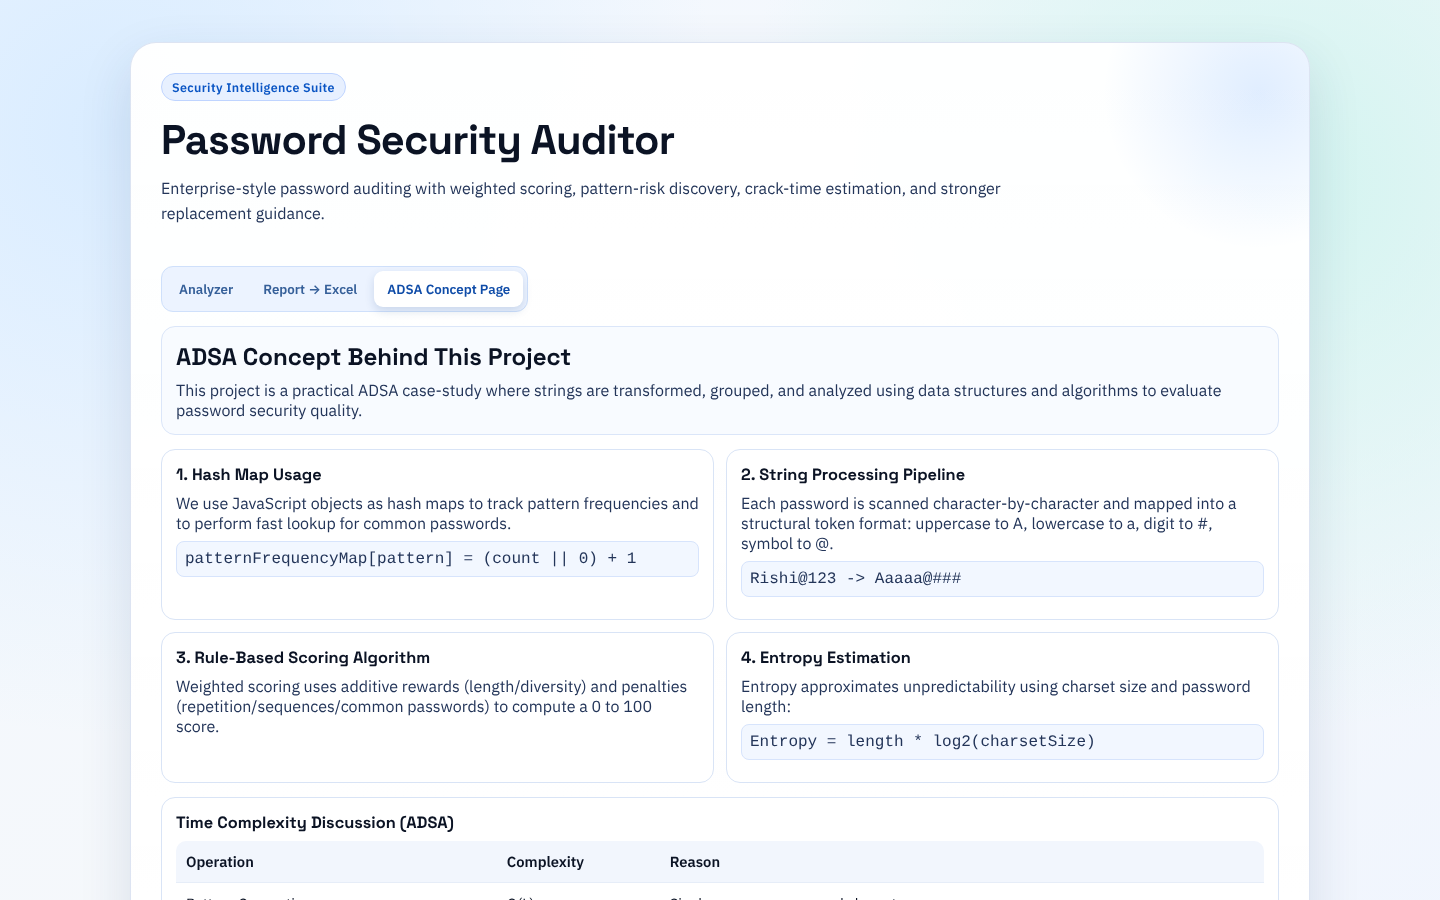 Security Intelligence Suite
Password Security Auditor
Enterprise-style password auditing with weighted scoring, pattern-risk discovery, crack-time estimation, and stronger
replacement guidance.
Analyzer
Report → Excel
ADSA Concept Page
ADSA Concept Behind This Project
This project is a practical ADSA case-study where strings are transformed, grouped, and analyzed using data structures and algorithms to evaluate
password security quality.
1. Hash Map Usage
We use JavaScript objects as hash maps to track pattern frequencies and
to perform fast lookup for common passwords.
patternFrequencyMap[pattern] = (count || 0) + 1
2. String Processing Pipeline
Each password is scanned character-by-character and mapped into a
structural token format: uppercase to A, lowercase to a, digit to #,
symbol to @.
Rishi@123 -> Aaaaa@###
3. Rule-Based Scoring Algorithm
Weighted scoring uses additive rewards (length/diversity) and penalties
(repetition/sequences/common passwords) to compute a 0 to 100
score.
4. Entropy Estimation
Entropy approximates unpredictability using charset size and password
length:
Entropy = length * log2(charsetSize)
Time Complexity Discussion (ADSA)
Operation
Complexity
Reason